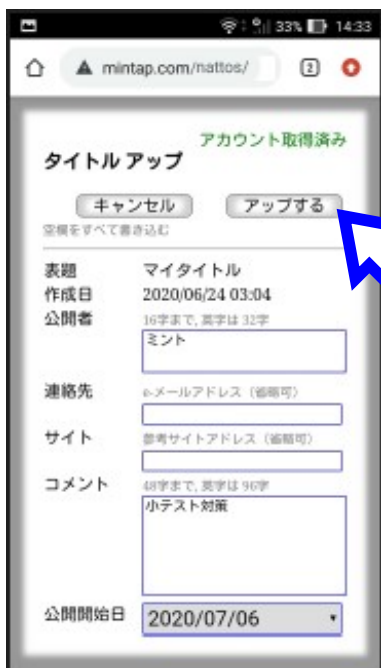 33% 14:33
mintap.com/nattos/ 2
アカウント取得済み
タイトル アップ
キャンセル アップする
空欄をすべて書き込む
表題 マイタイトル
作成日 2020/06/24 03:04
公開者 16字まで, 英字は 32字
ミント
連絡先 e-メールアドレス（省略可）
サイト 参考サイトアドレス（省略可）
コメント 48字まで, 英字は 96字
小テスト対策
公開開始日 2020/07/06